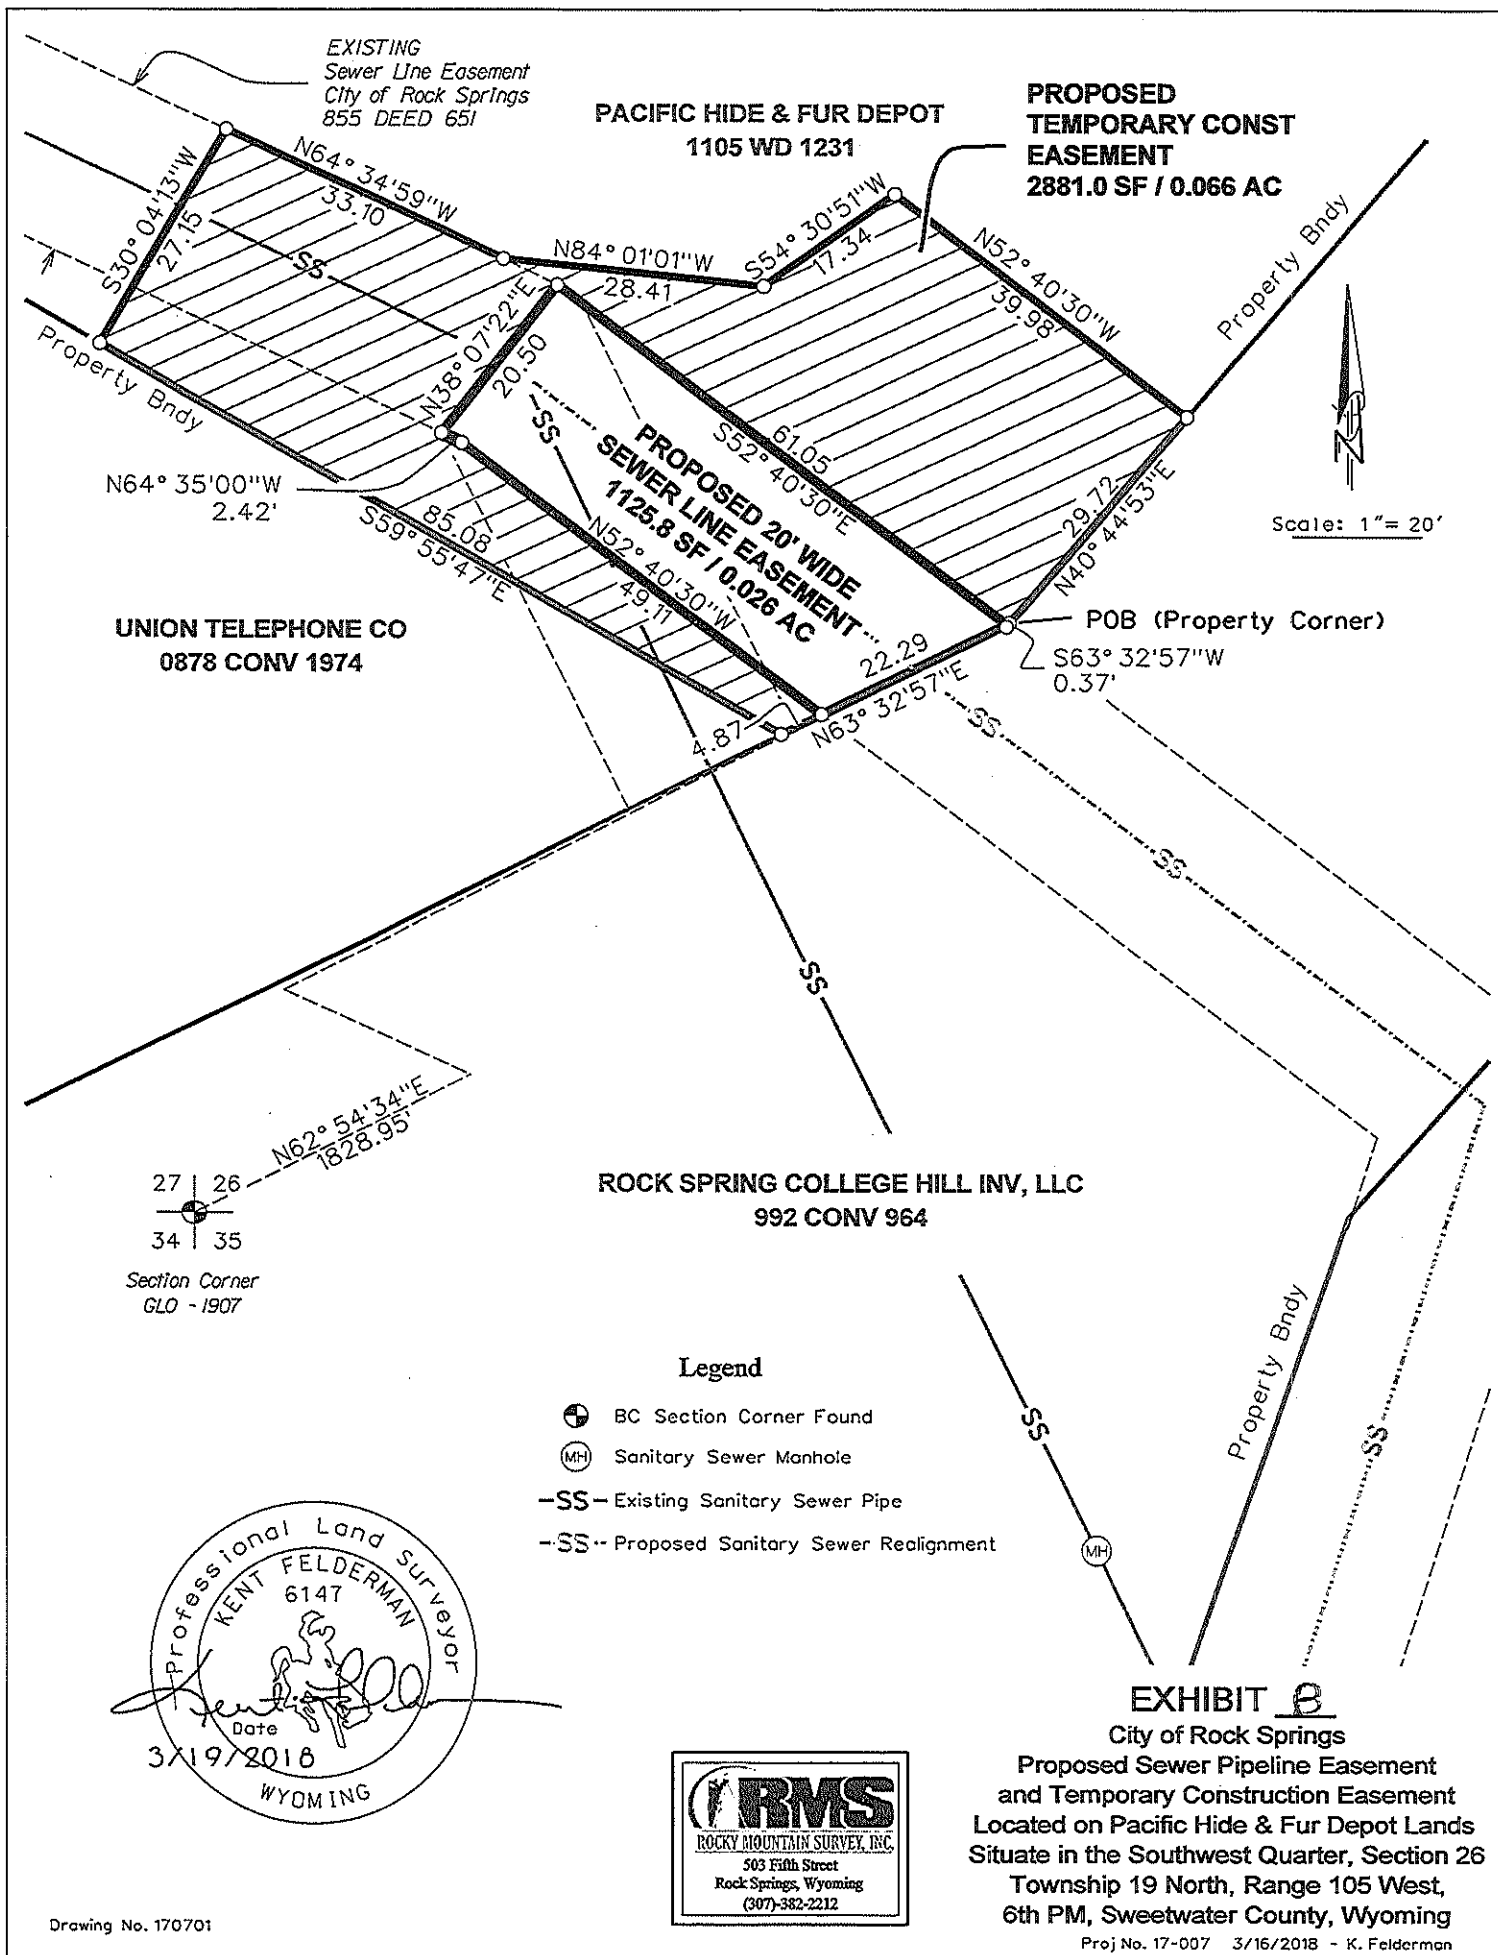 EXISTING
Sewer Line Easement
City of Rock Springs
855 DEED 651
PACIFIC HIDE & FUR DEPOT
1105 WD 1231
PROPOSED
TEMPORARY CONST
EASEMENT
2881.0 SF / 0.066 AC
N64° 34'59"W
33.10
S30° 04'13"W
27.15
SS
N84° 01'01"W
28.41
S54° 30'51"W
17.34
N52° 40'30"W
39.98
Property Bndy
Property Bndy
N38° 07'22"E
20.50
SS
61.05
S52° 40'30"E
PROPOSED 20' WIDE
SEWER LINE EASEMENT
1125.8 SF / 0.026 AC
N64° 35'00"W
2.42'
85.08
S59° 55'47"E
N52° 40'30"W
49.11
29.72
N40° 44'53"E
N
Scale: 1"= 20'
UNION TELEPHONE CO
0878 CONV 1974
POB (Property Corner)
S63° 32'57"W
0.37'
22.29
N63° 32'57"E
4.87
SS
SS
SS
N62° 54'34"E
1828.95'
27 26
34 35
Section Corner
GLO - 1907
ROCK SPRING COLLEGE HILL INV, LLC
992 CONV 964
Property Bndy
SS
SS
MH
Legend
BC Section Corner Found
MH Sanitary Sewer Manhole
-SS- Existing Sanitary Sewer Pipe
-·SS·- Proposed Sanitary Sewer Realignment
Professional Land Surveyor
KENT FELDERMAN
6147
Date
3/19/2018
WYOMING
RMS
ROCKY MOUNTAIN SURVEY, INC.
503 Fifth Street
Rock Springs, Wyoming
(307)-382-2212
EXHIBIT B
City of Rock Springs
Proposed Sewer Pipeline Easement
and Temporary Construction Easement
Located on Pacific Hide & Fur Depot Lands
Situate in the Southwest Quarter, Section 26
Township 19 North, Range 105 West,
6th PM, Sweetwater County, Wyoming
Drawing No. 170701
Proj No. 17-007 3/16/2018 - K. Felderman